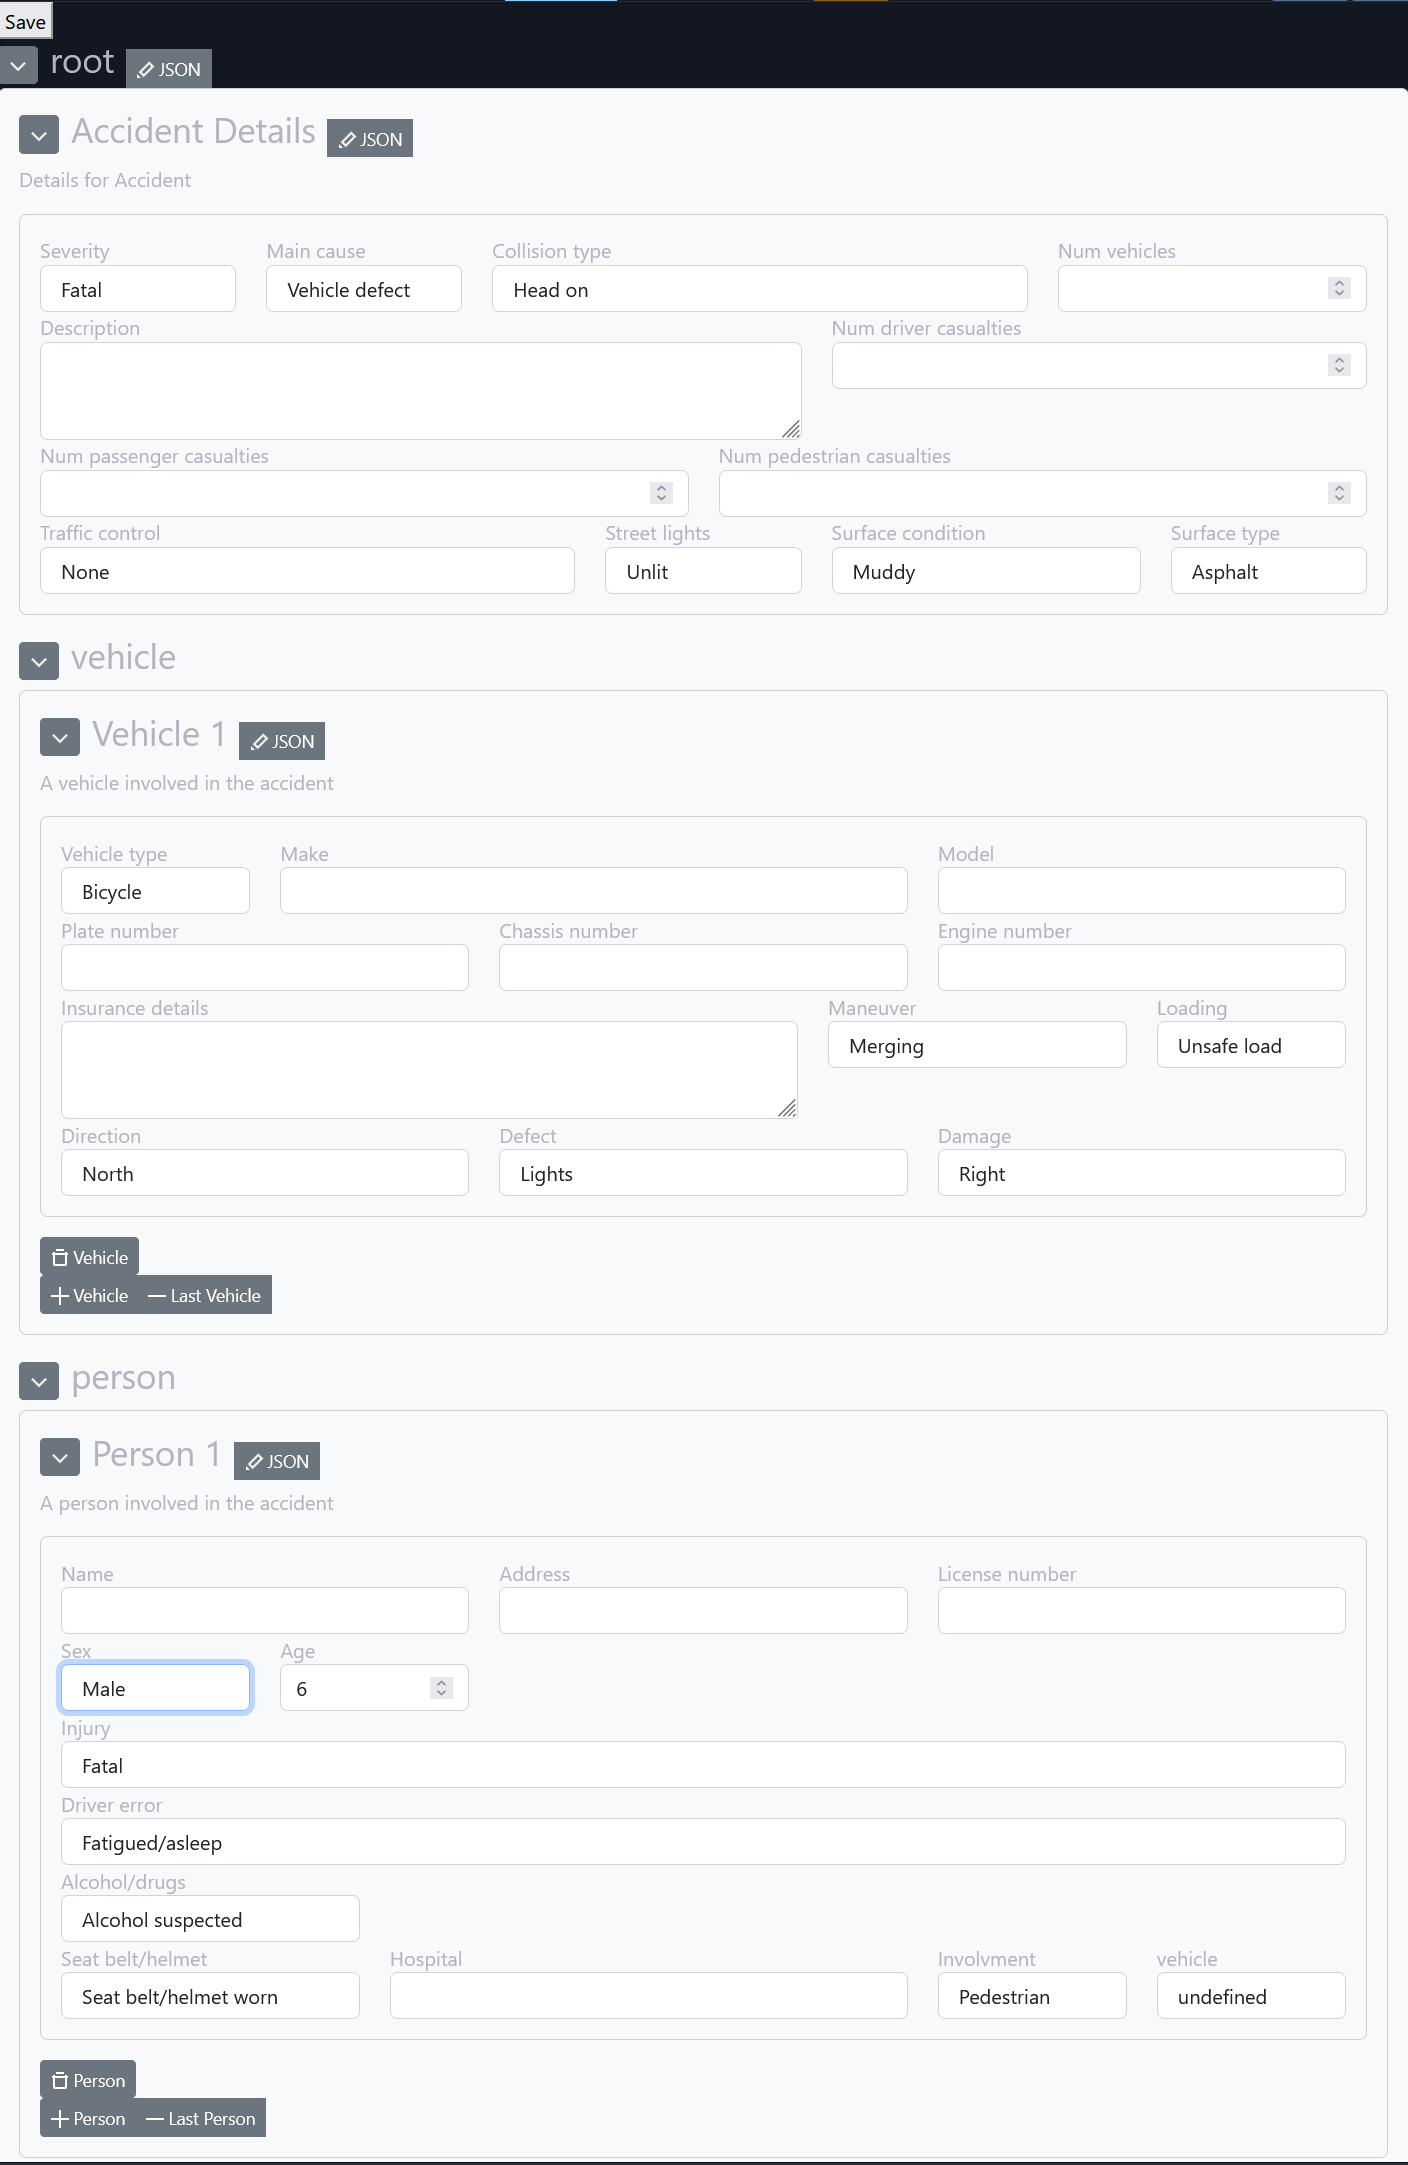 Save
root JSON
Accident Details JSON
Details for Accident
Severity Main cause Collision type Num vehicles
Fatal Vehicle defect Head on
Description Num driver casualties
Num passenger casualties Num pedestrian casualties
Traffic control Street lights Surface condition Surface type
None Unlit Muddy Asphalt
vehicle
Vehicle 1 JSON
A vehicle involved in the accident
Vehicle type Make Model
Bicycle
Plate number Chassis number Engine number
Insurance details Maneuver Loading
Merging Unsafe load
Direction Defect Damage
North Lights Right
Vehicle
Vehicle Last Vehicle
person
Person 1 JSON
A person involved in the accident
Name Address License number
Sex Age
Male 6
Injury
Fatal
Driver error
Fatigued/asleep
Alcohol/drugs
Alcohol suspected
Seat belt/helmet Hospital Involvment vehicle
Seat belt/helmet worn Pedestrian undefined
Person
Person Last Person